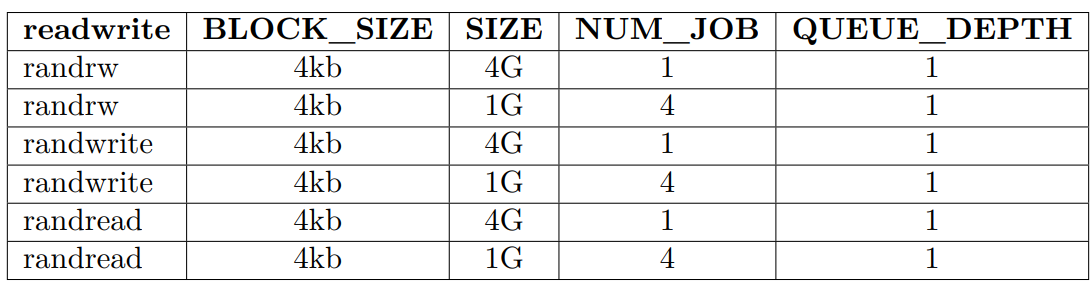 readwrite BLOCK_SIZE SIZE NUM_JOB QUEUE_DEPTH
randrw 4kb 4G 1 1
randrw 4kb 1G 4 1
randwrite 4kb 4G 1 1
randwrite 4kb 1G 4 1
randread 4kb 4G 1 1
randread 4kb 1G 4 1